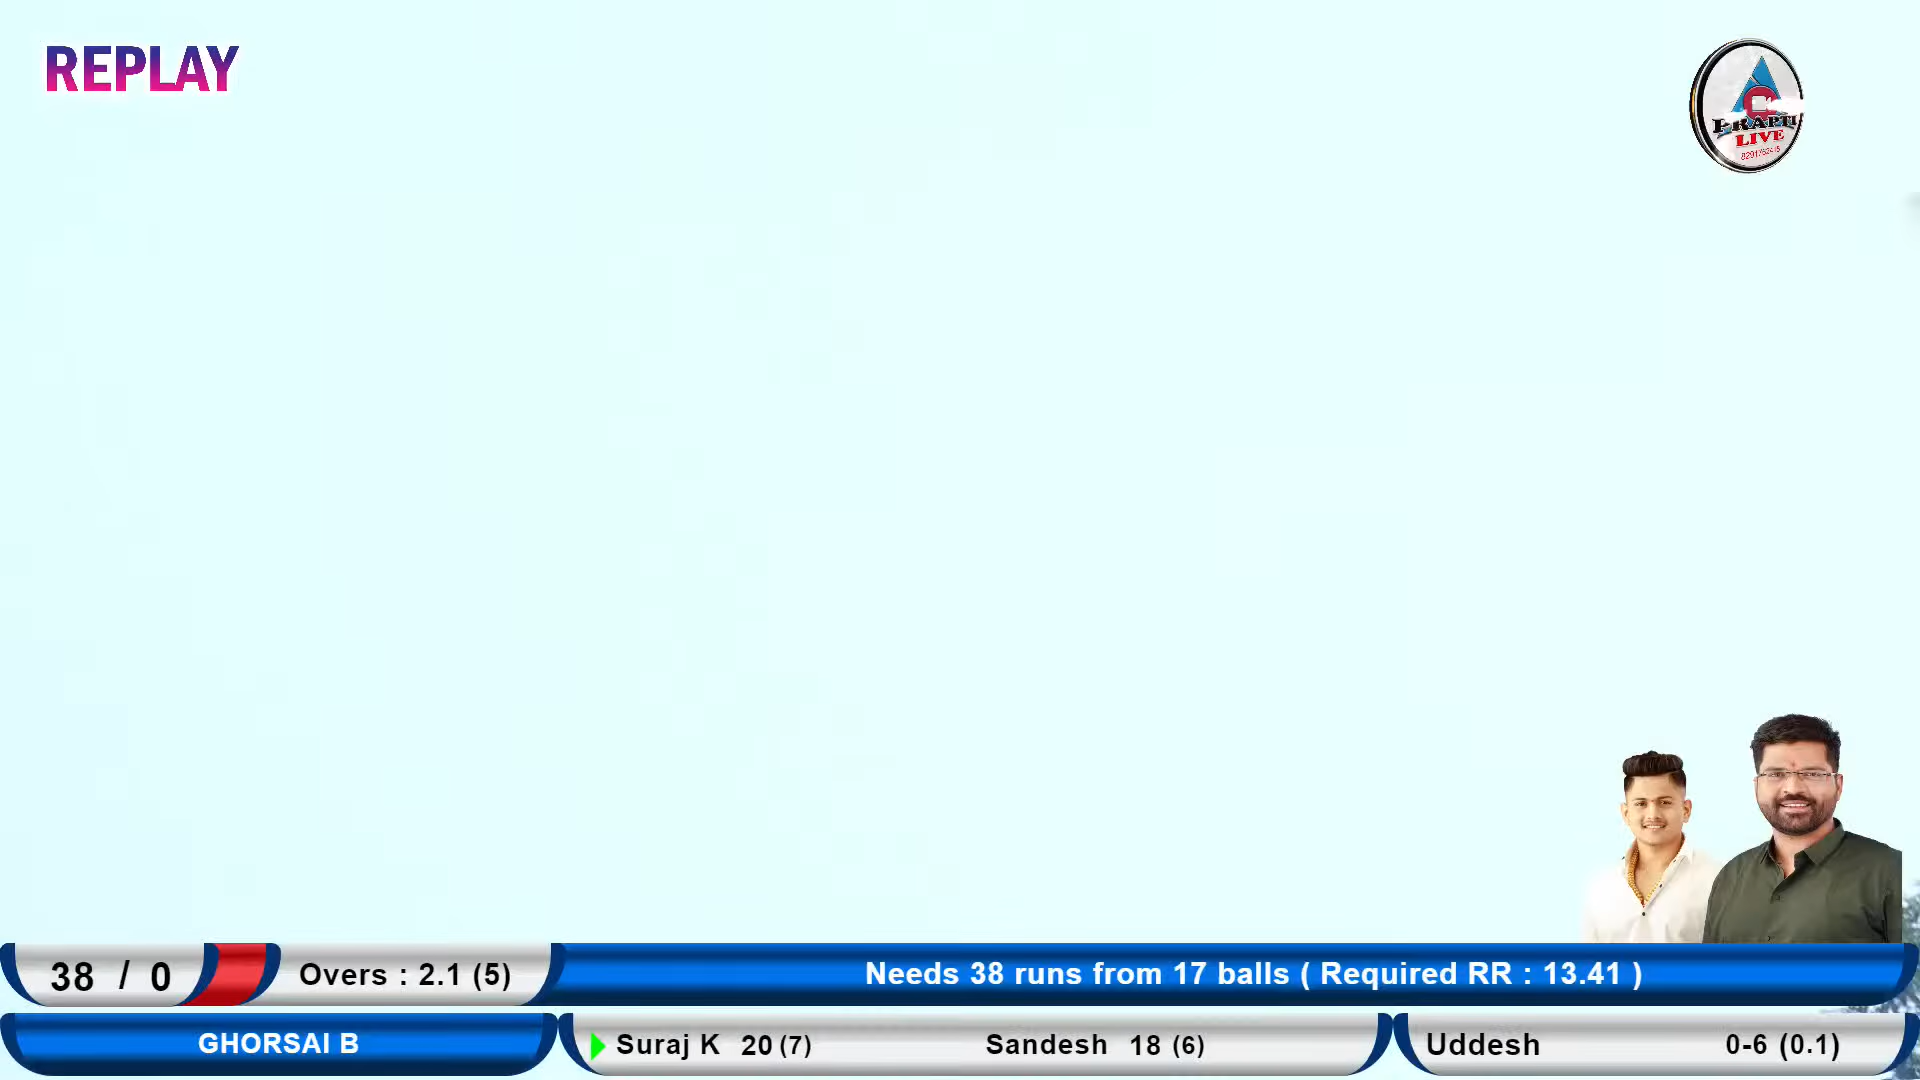 REPLAY
PRAPTI
LIVE
38 / 0
Overs : 2.1 (5)
Needs 38 runs from 17 balls ( Required RR : 13.41 )
GHORSAI B
Suraj K 20 (7)
Sandesh 18 (6)
Uddesh 0-6 (0.1)